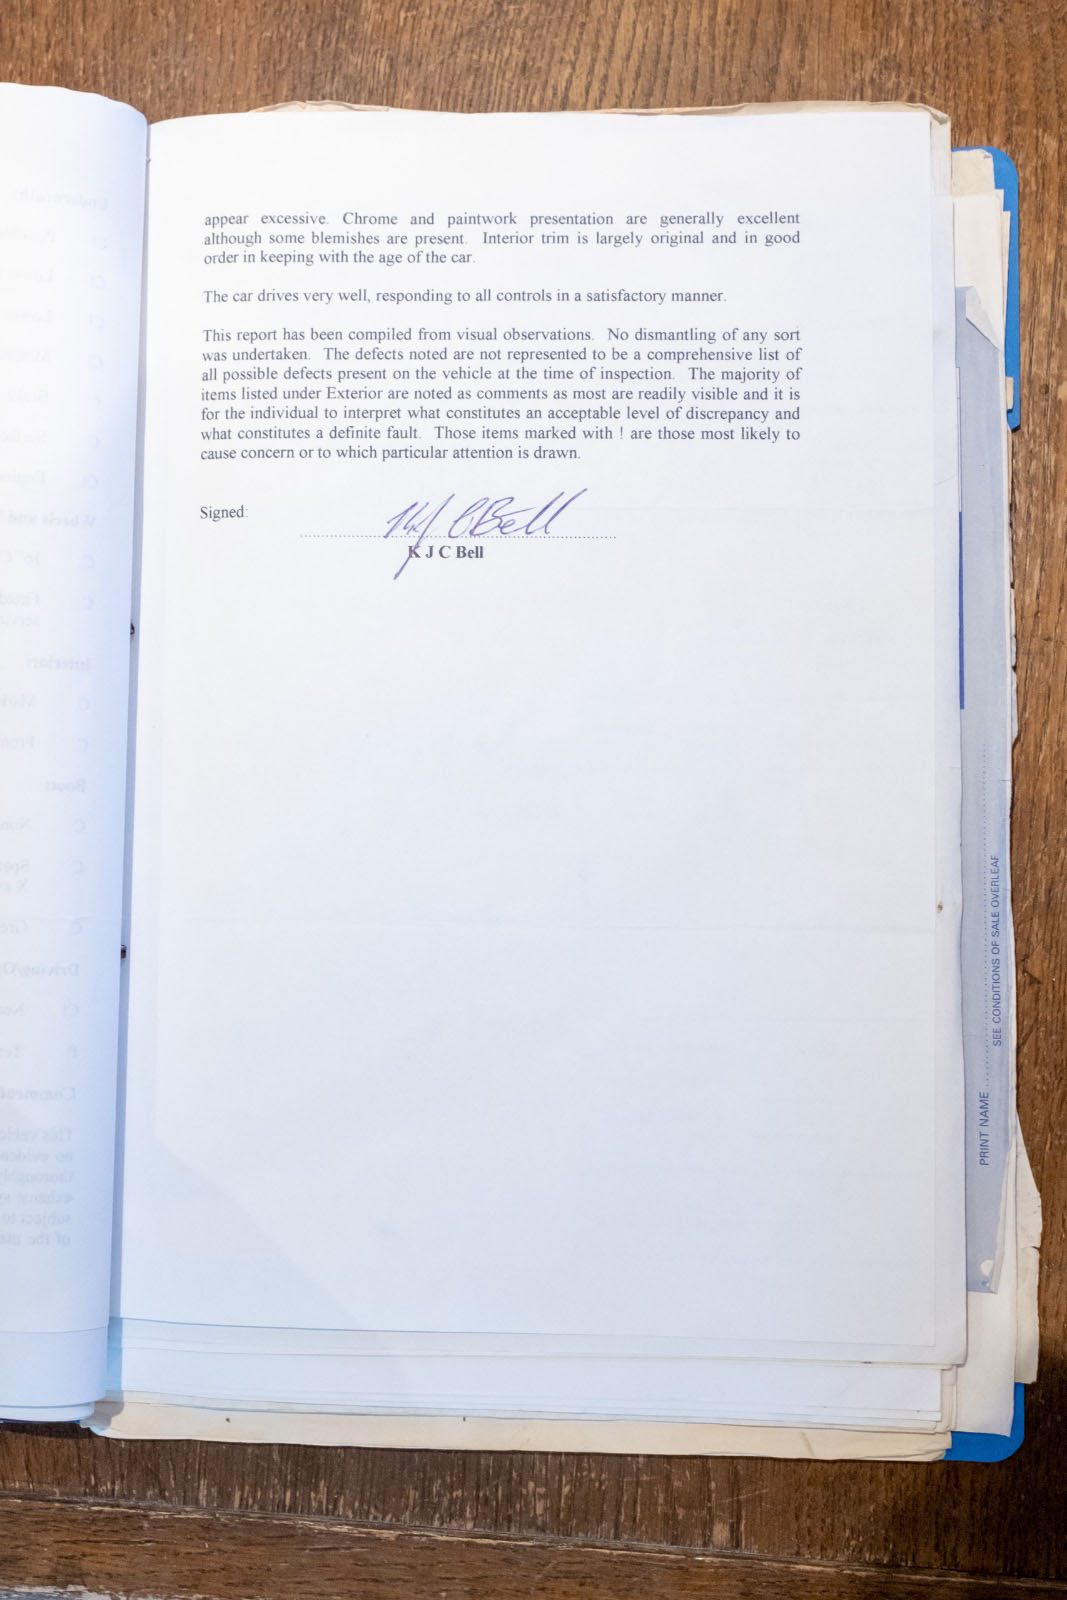 appear excessive. Chrome and paintwork presentation are generally excellent
although some blemishes are present. Interior trim is largely original and in good
order in keeping with the age of the car.
The car drives very well, responding to all controls in a satisfactory manner.
This report has been compiled from visual observations. No dismantling of any sort
was undertaken. The defects noted are not represented to be a comprehensive list of
all possible defects present on the vehicle at the time of inspection. The majority of
items listed under Exterior are noted as comments as most are readily visible and it is
for the individual to interpret what constitutes an acceptable level of discrepancy and
what constitutes a definite fault. Those items marked with ! are those most likely to
cause concern or to which particular attention is drawn.
Signed:
K J C Bell
K J C Bell
PRINT NAME
SEE CONDITIONS OF SALE OVERLEAF